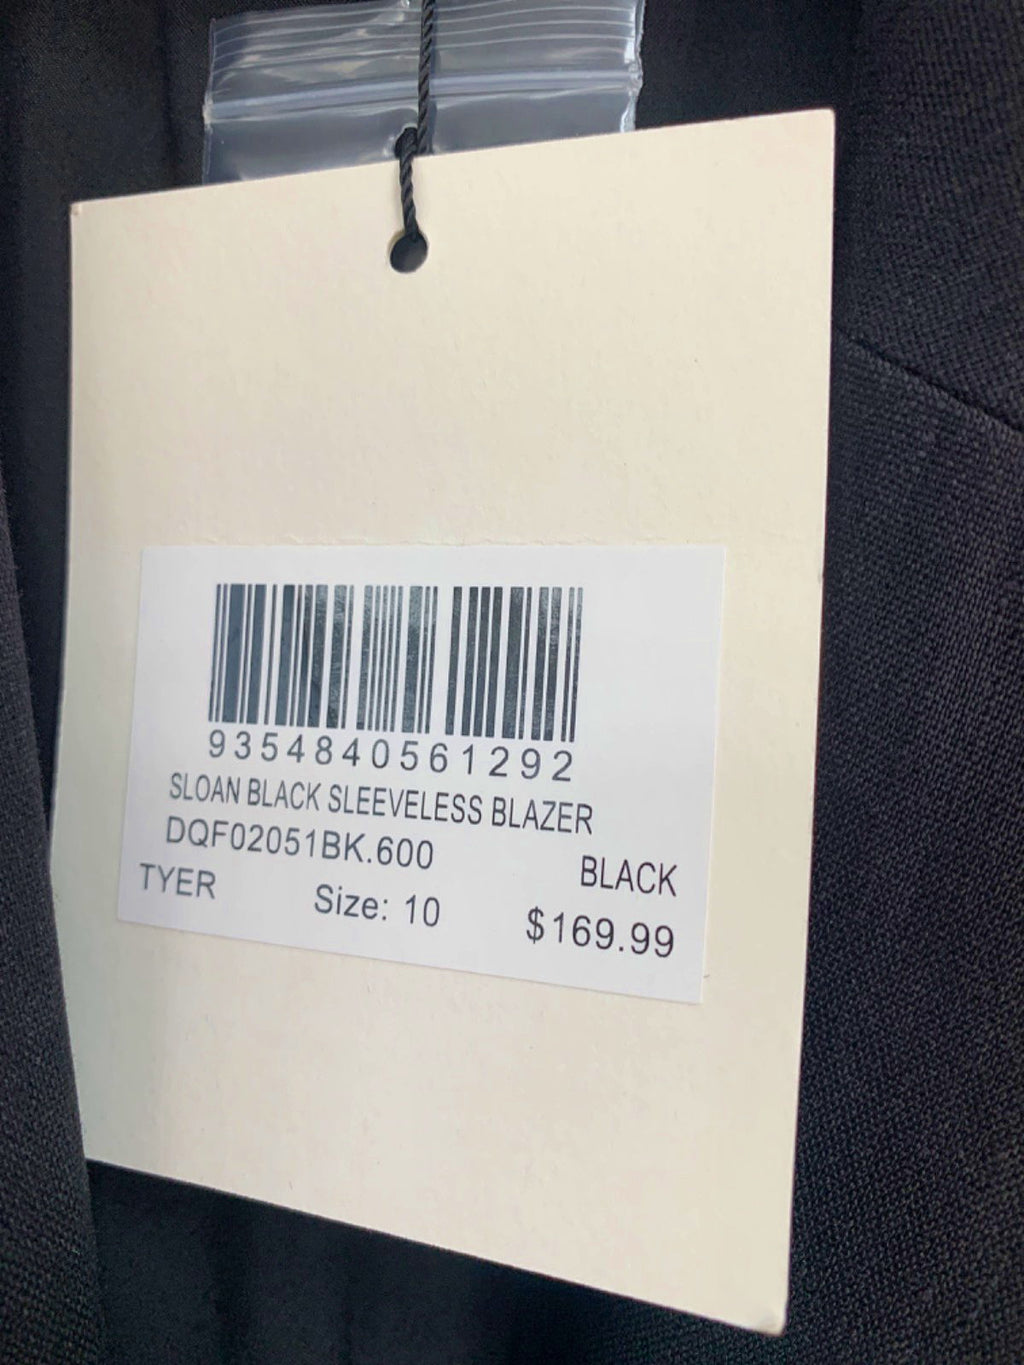 9354840561292
SLOAN BLACK SLEEVELESS BLAZER
DQF02051BK.600
BLACK
TYER Size: 10 $169.99